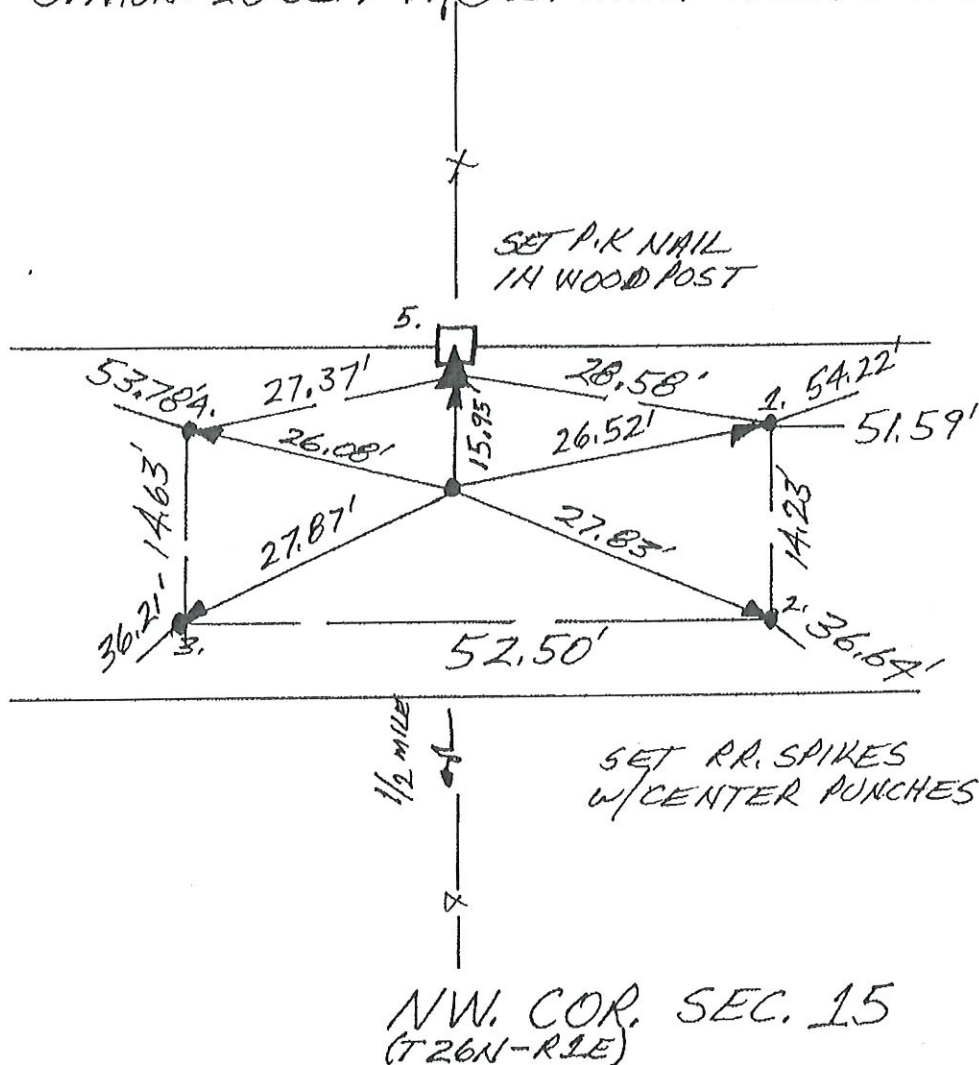 SET P.K NAIL
IN WOOD POST
5.
53.78'
4.
27.37'
28.58'
1.
54.22'
51.59'
26.08'
15.95'
26.52'
14.63'
14.23'
27.87'
27.83'
36.21'
3.
52.50'
2.
36.64'
1/2 MILE
SET RR. SPIKES
W/CENTER PUNCHES
NW. COR. SEC. 15
(T26N-R1E)